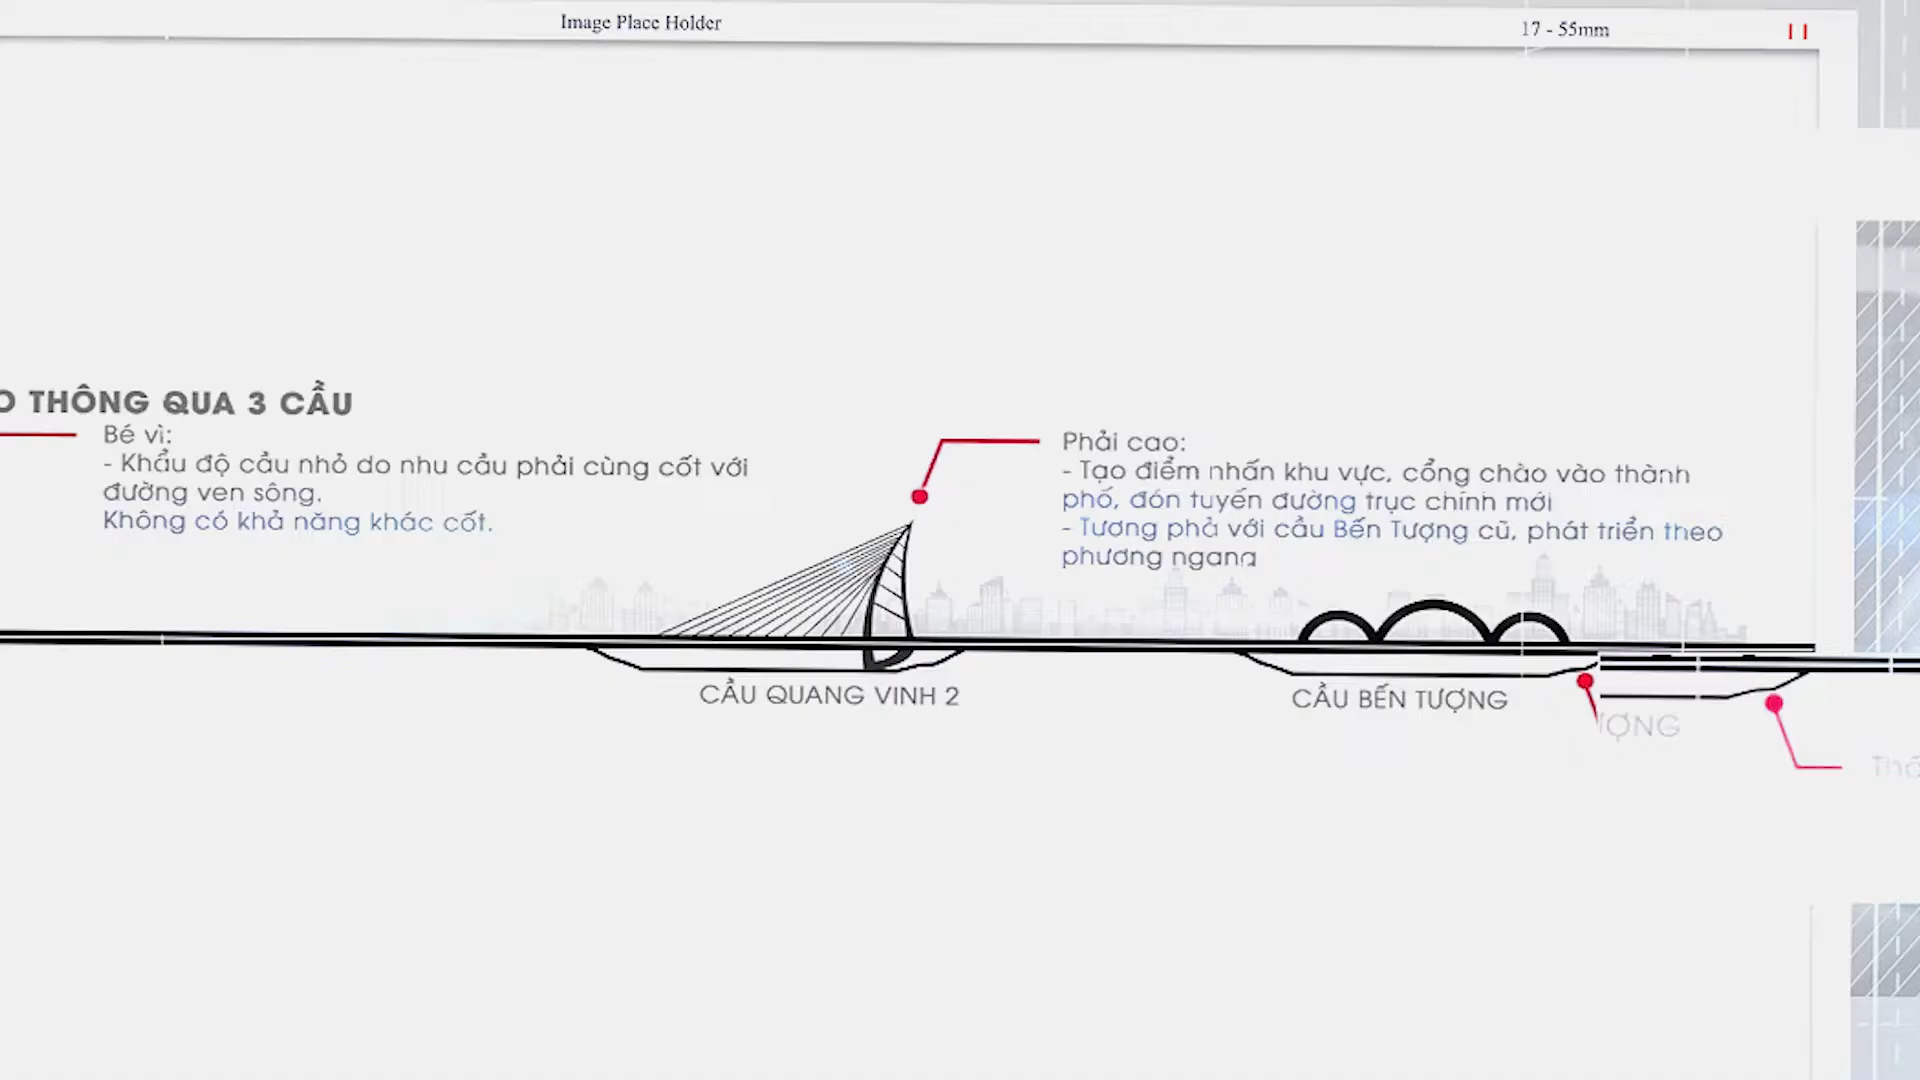 Image Place Holder
17 - 55mm
THÔNG QUA 3 CẦU
Bé vì:
- Khẩu độ cầu nhỏ do nhu cầu phải cùng cốt với
đường ven sông.
Không có khả năng khác cốt.
Phải cao:
- Tạo điểm nhấn khu vực, cổng chào vào thành
phố, đón tuyến đường trục chính mới
- Tương phả với cầu Bến Tượng cũ, phát triển theo
phương ngang
CẦU QUANG VINH 2
CẦU BẾN TƯỢNG
ƯỢNG